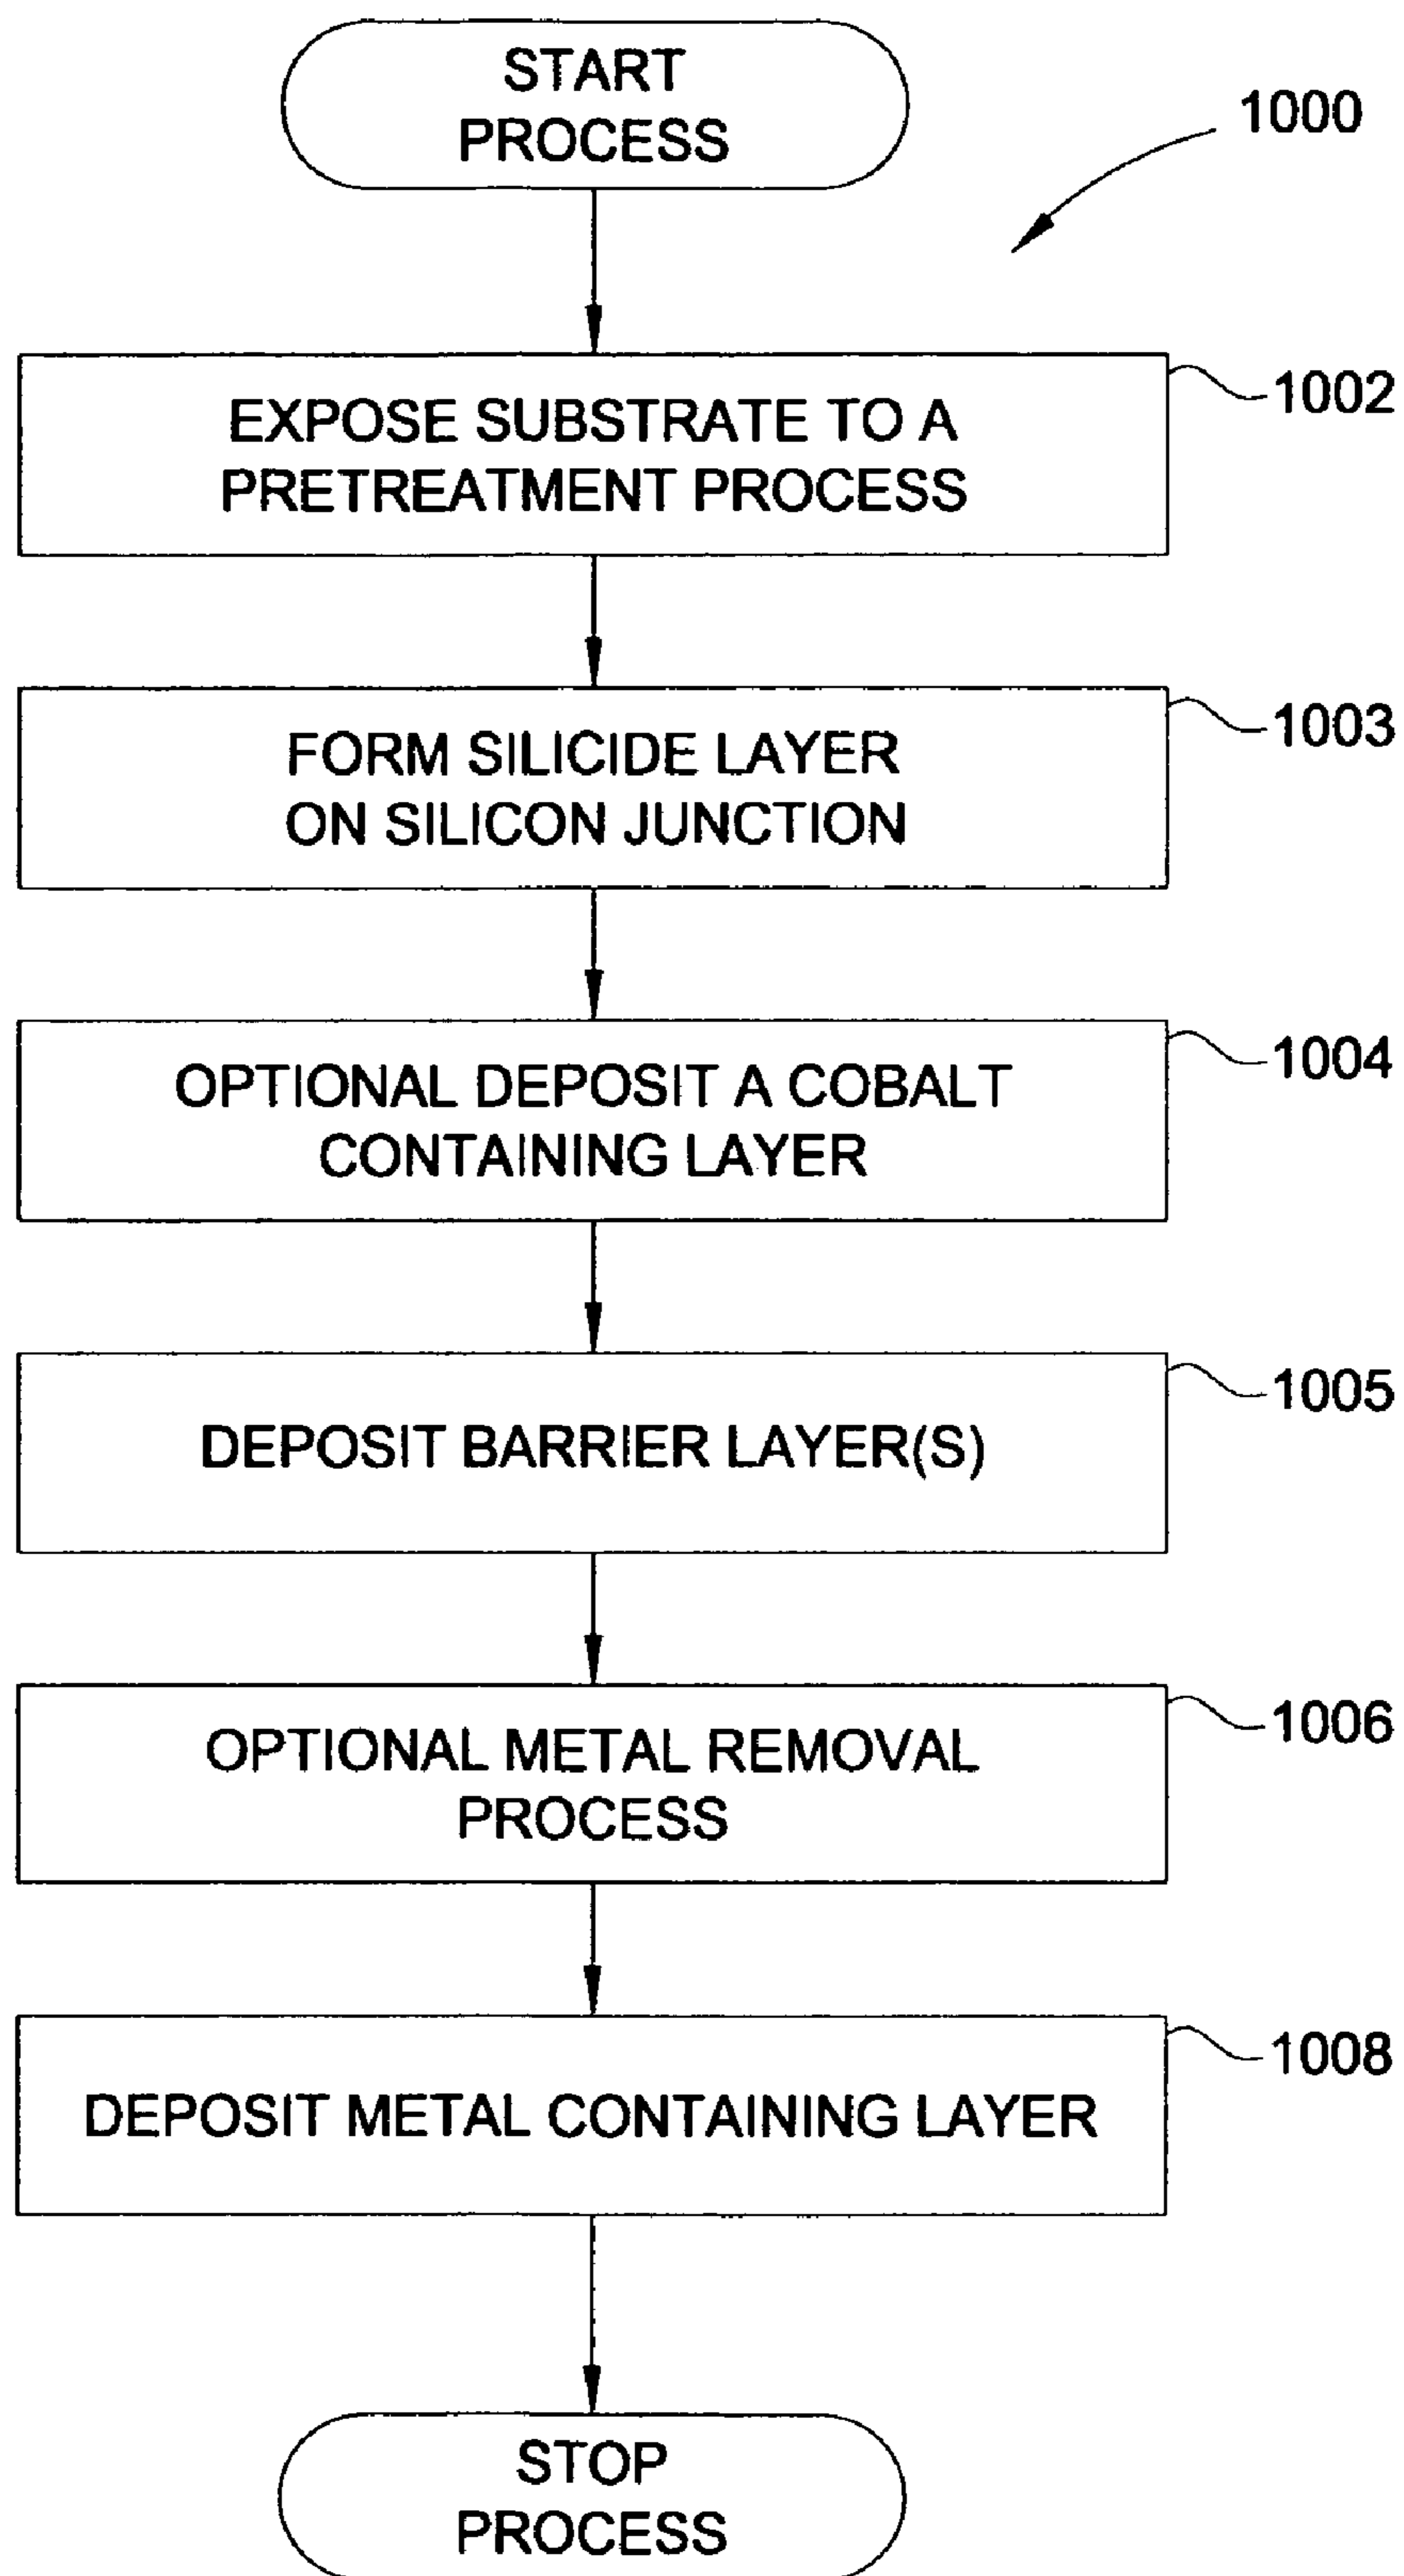 START
PROCESS
1000
1002
EXPOSE SUBSTRATE TO A
PRETREATMENT PROCESS
1003
FORM SILICIDE LAYER
ON SILICON JUNCTION
1004
OPTIONAL DEPOSIT A COBALT
CONTAINING LAYER
1005
DEPOSIT BARRIER LAYER(S)
1006
OPTIONAL METAL REMOVAL
PROCESS
1008
DEPOSIT METAL CONTAINING LAYER
STOP
PROCESS